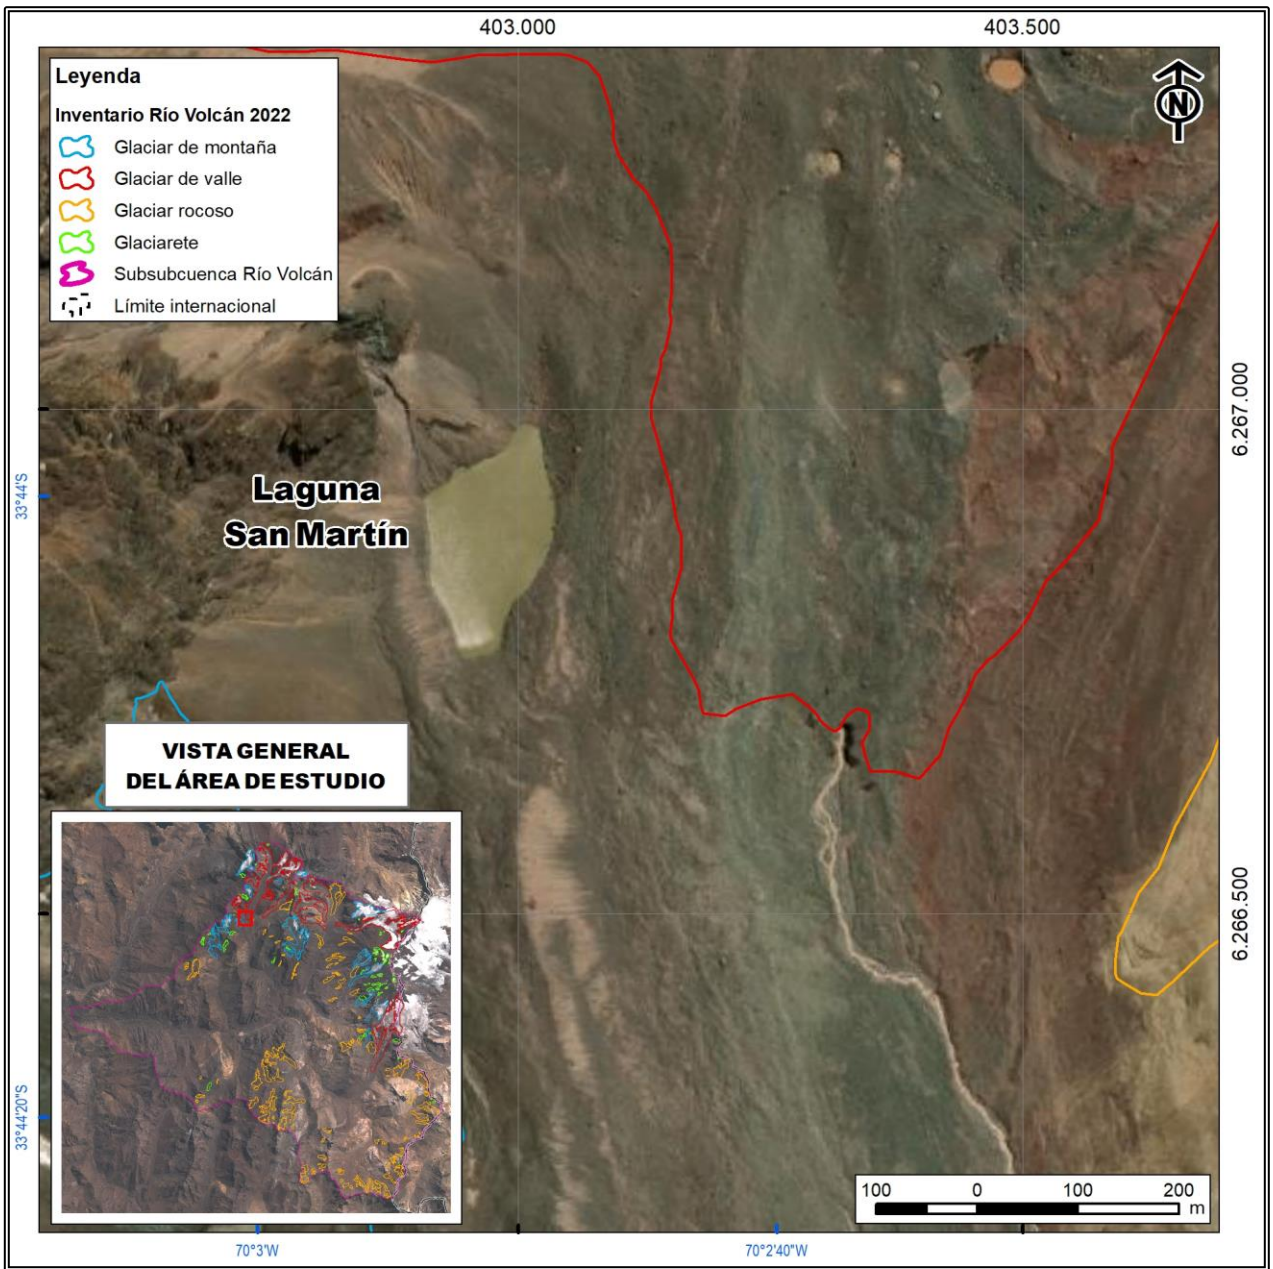 403.000
403.500
Leyenda
Inventario Río Volcán 2022
Glaciar de montaña
Glaciar de valle
Glaciar rocoso
Glaciarete
Subsubcuenca Río Volcán
Límite internacional
N
6.267.000
33°44'S
Laguna
San Martín
VISTA GENERAL
DEL ÁREA DE ESTUDIO
6.266.500
33°44'20"S
100 0 100 200
m
70°3'W
70°2'40"W